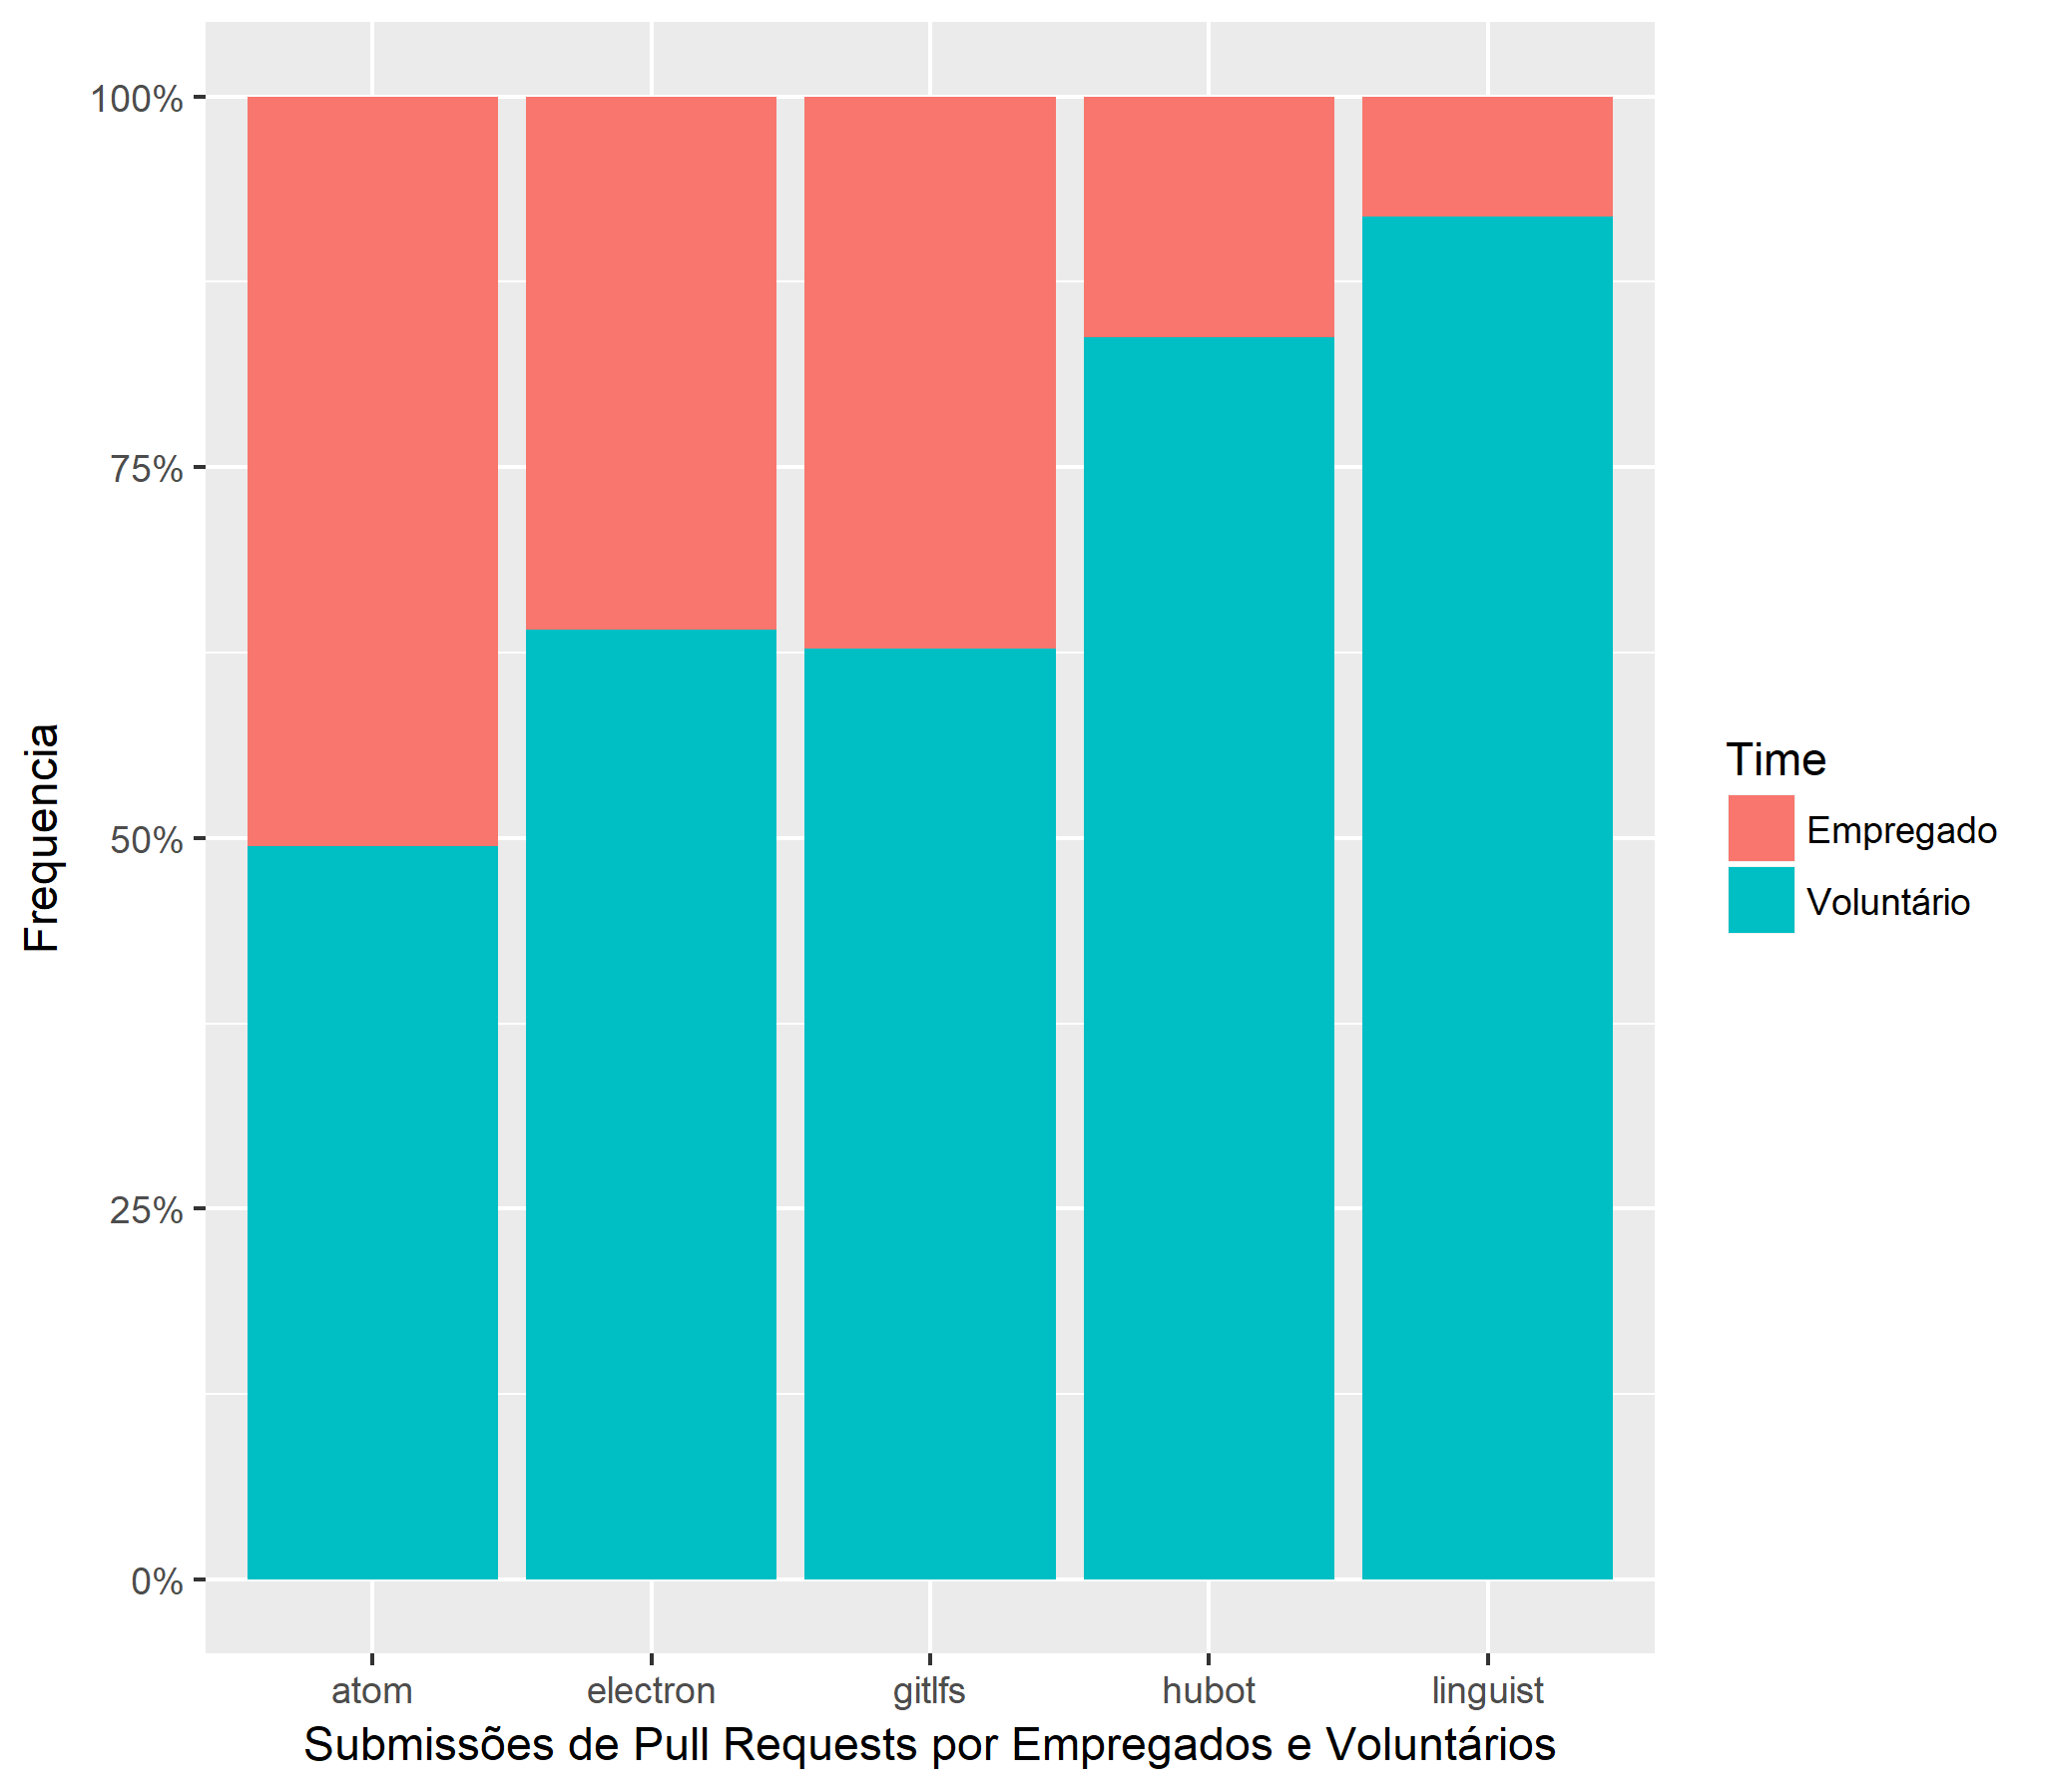 100%
75%
50%
25%
0%
Frequencia
atom electron gitlfs hubot linguist
Submissões de Pull Requests por Empregados e Voluntários
Time
Empregado
Voluntário